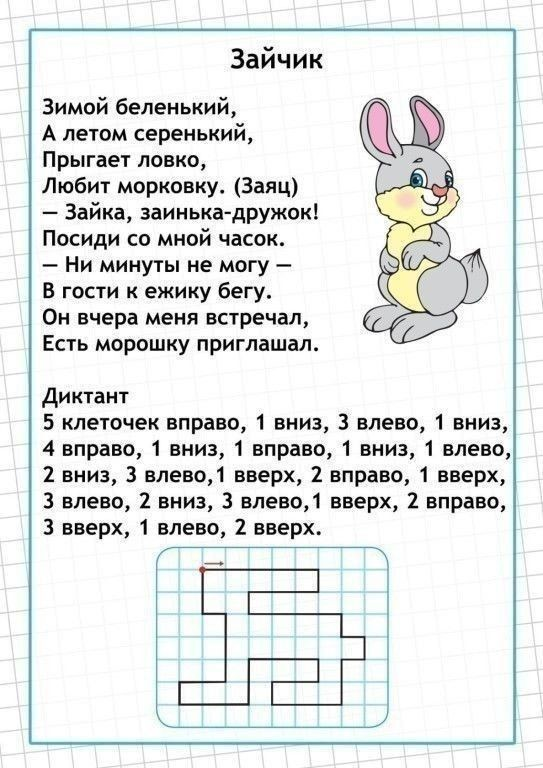 Зайчик
Зимой беленький,
А летом серенький,
Прыгает ловко,
Любит морковку. (Заяц)
– Зайка, заинька-дружок!
Посиди со мной часок.
– Ни минуты не могу –
В гости к ежику бегу.
Он вчера меня встречал,
Есть морошку приглашал.
Диктант
5 клеточек вправо, 1 вниз, 3 влево, 1 вниз,
4 вправо, 1 вниз, 1 вправо, 1 вниз, 1 влево,
2 вниз, 3 влево,1 вверх, 2 вправо, 1 вверх,
3 влево, 2 вниз, 3 влево,1 вверх, 2 вправо,
3 вверх, 1 влево, 2 вверх.